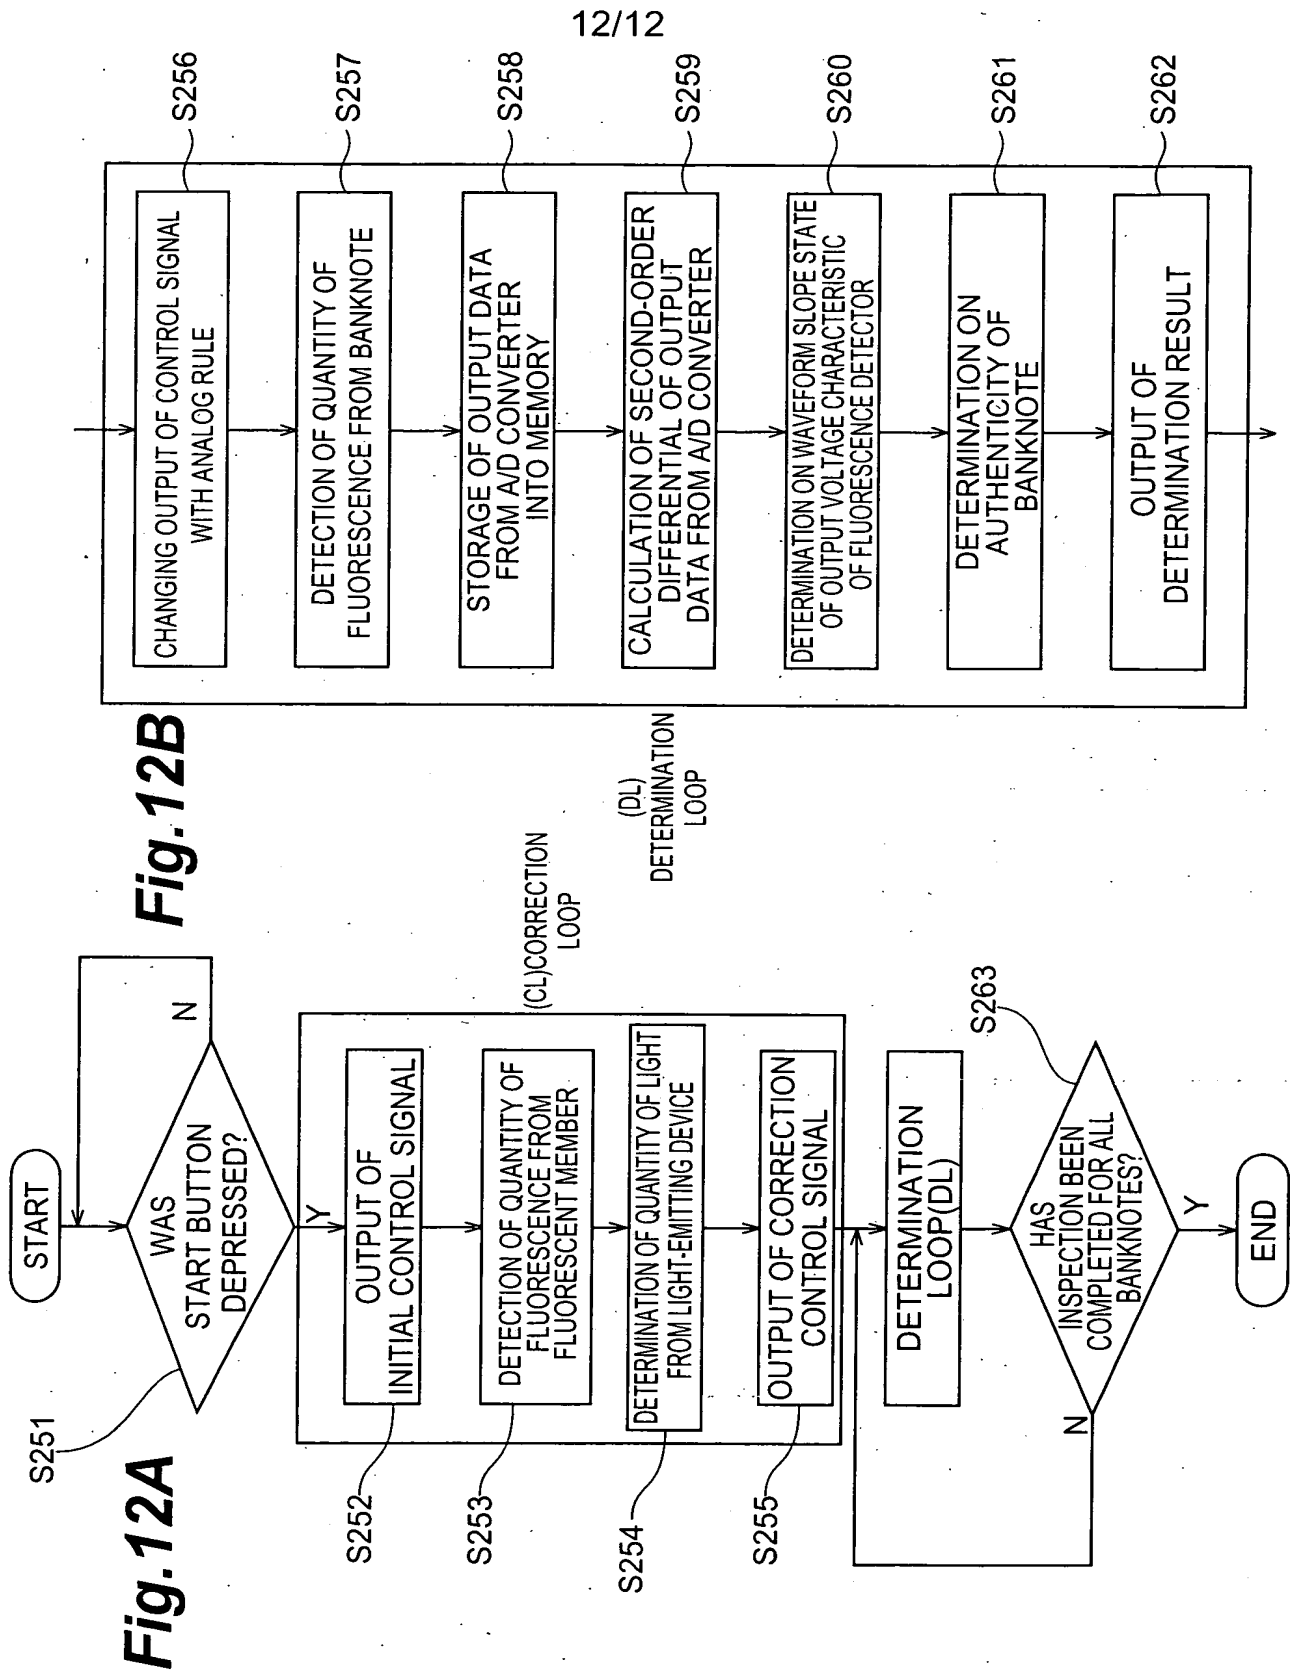 12/12
Fig.12A
START
WAS
START BUTTON
DEPRESSED?
N
Y
S251
(CL)CORRECTION
LOOP
OUTPUT OF
INITIAL CONTROL SIGNAL
S252
DETECTION OF QUANTITY OF
FLUORESCENCE FROM
FLUORESCENT MEMBER
S253
DETERMINATION OF QUANTITY OF LIGHT
FROM LIGHT-EMITTING DEVICE
S254
OUTPUT OF CORRECTION
CONTROL SIGNAL
S255
DETERMINATION
LOOP(DL)
HAS
INSPECTION BEEN
COMPLETED FOR ALL
BANKNOTES?
S263
N
Y
END
Fig.12B
(DL)
DETERMINATION
LOOP
CHANGING OUTPUT OF CONTROL SIGNAL
WITH ANALOG RULE
S256
DETECTION OF QUANTITY OF
FLUORESCENCE FROM BANKNOTE
S257
STORAGE OF OUTPUT DATA
FROM A/D CONVERTER
INTO MEMORY
S258
CALCULATION OF SECOND-ORDER
DIFFERENTIAL OF OUTPUT
DATA FROM A/D CONVERTER
S259
DETERMINATION ON WAVEFORM SLOPE STATE
OF OUTPUT VOLTAGE CHARACTERISTIC
OF FLUORESCENCE DETECTOR
S260
DETERMINATION ON
AUTHENTICITY OF
BANKNOTE
S261
OUTPUT OF
DETERMINATION RESULT
S262